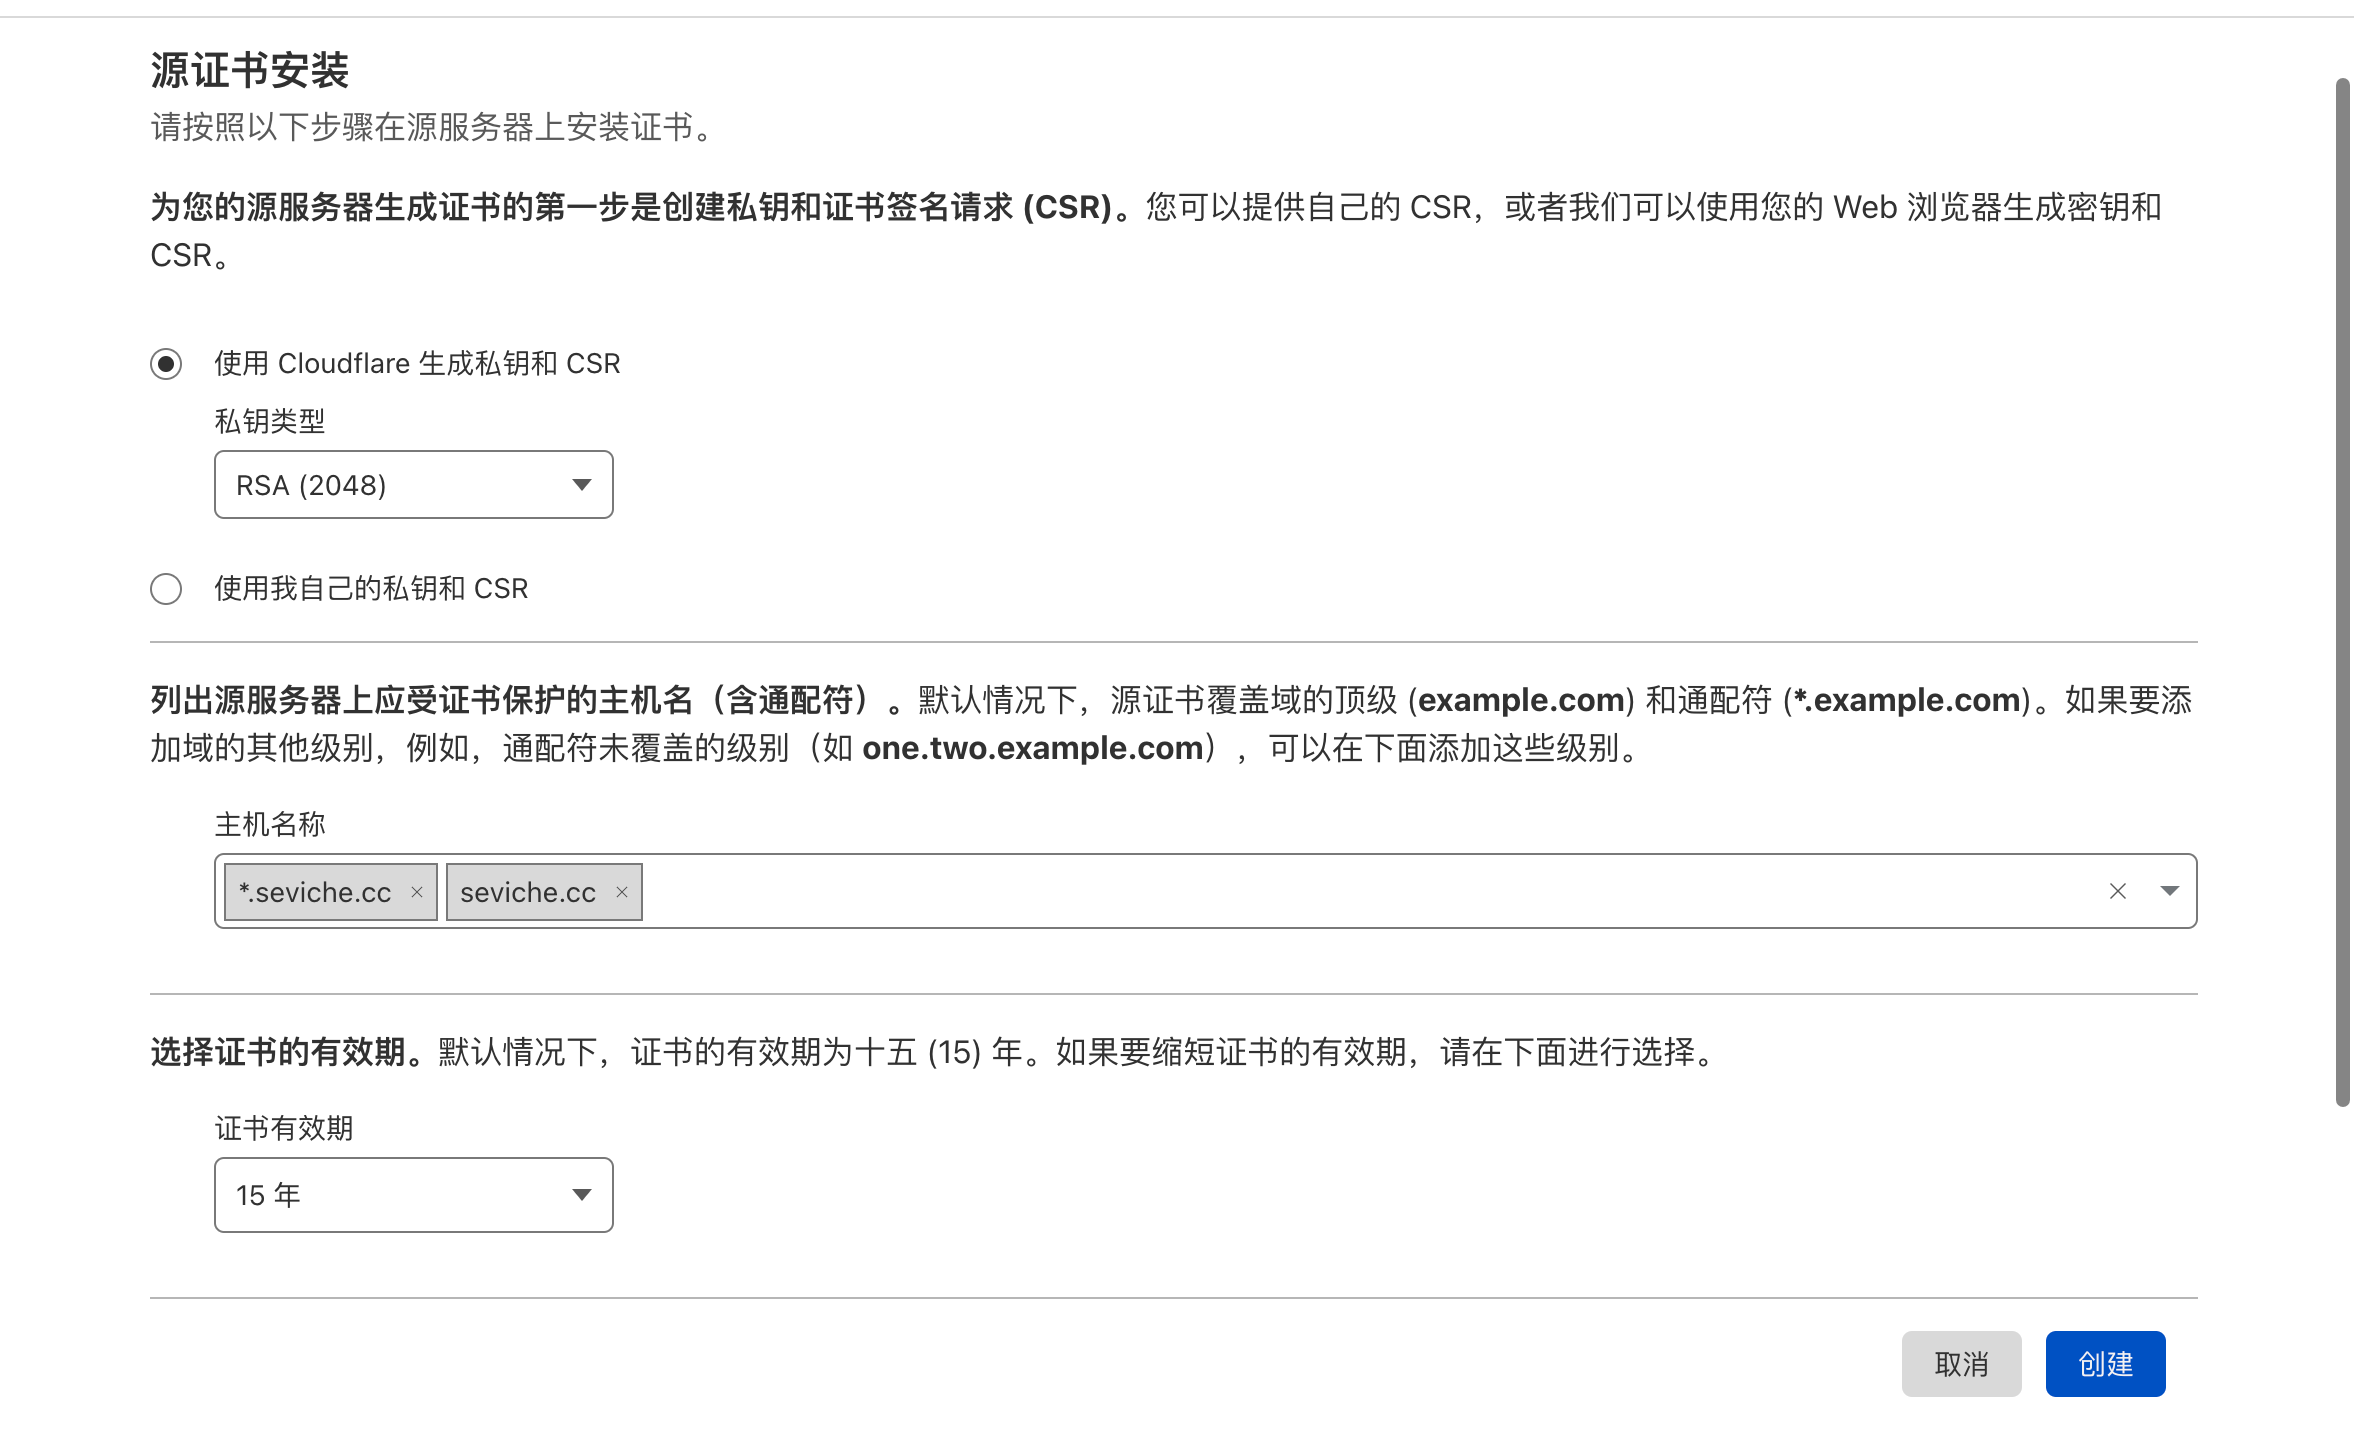 源证书安装
请按照以下步骤在源服务器上安装证书。
为您的源服务器生成证书的第一步是创建私钥和证书签名请求 (CSR)。您可以提供自己的 CSR，或者我们可以使用您的 Web 浏览器生成密钥和
CSR。
使用 Cloudflare 生成私钥和 CSR
私钥类型
RSA (2048)
使用我自己的私钥和 CSR
列出源服务器上应受证书保护的主机名（含通配符）。默认情况下，源证书覆盖域的顶级 (example.com) 和通配符 (*.example.com)。如果要添
加域的其他级别，例如，通配符未覆盖的级别（如 one.two.example.com），可以在下面添加这些级别。
主机名称
*.seviche.cc × seviche.cc ×
选择证书的有效期。默认情况下，证书的有效期为十五 (15) 年。如果要缩短证书的有效期，请在下面进行选择。
证书有效期
15 年
取消 创建